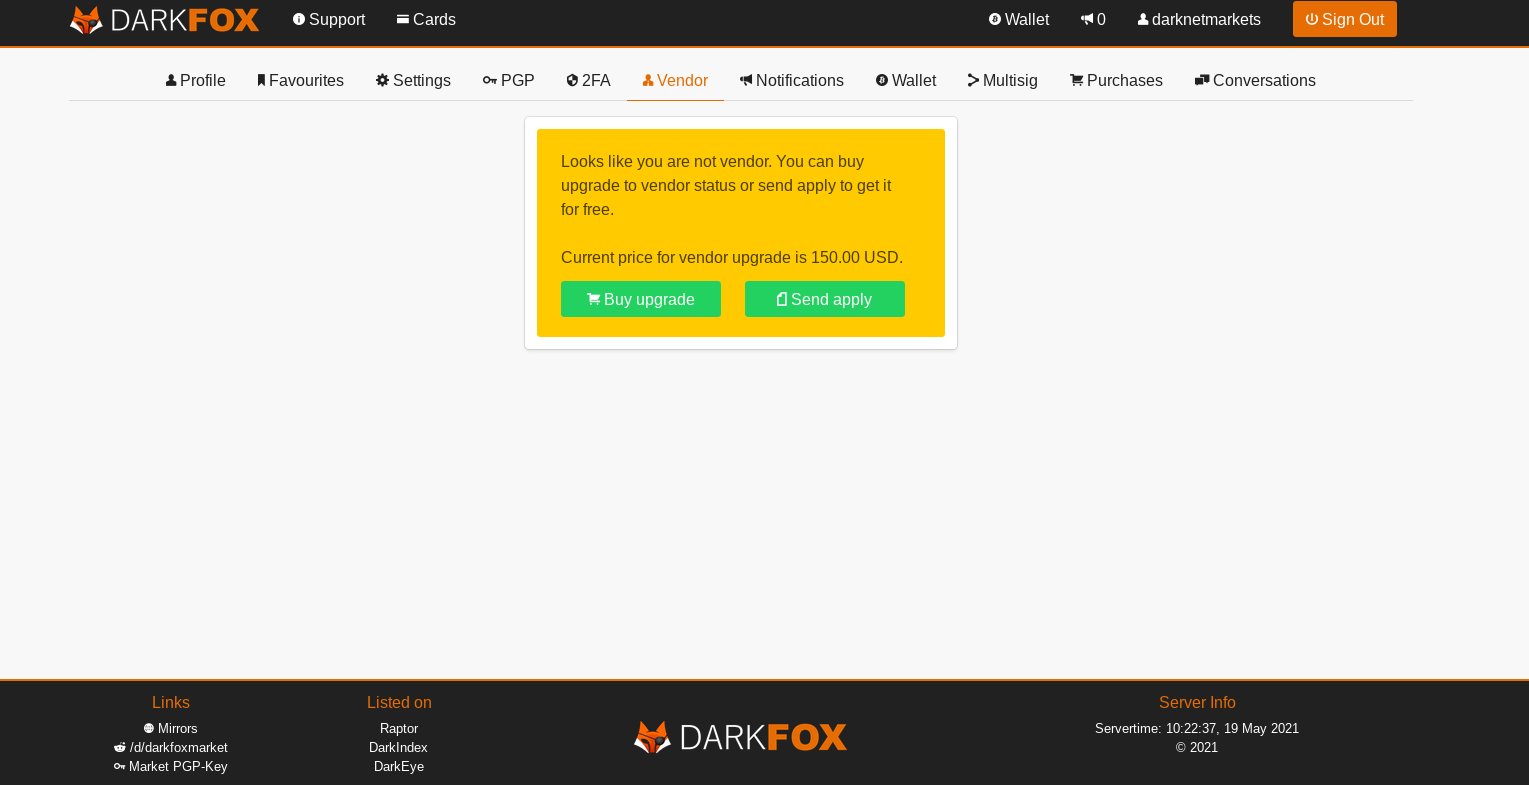 DARKFOX Support Cards Wallet 0 darknetmarkets Sign Out
Profile Favourites Settings PGP 2FA Vendor Notifications Wallet Multisig Purchases Conversations
Looks like you are not vendor. You can buy
upgrade to vendor status or send apply to get it
for free.
Current price for vendor upgrade is 150.00 USD.
Buy upgrade Send apply
Links
Mirrors
/d/darkfoxmarket
Market PGP-Key
Listed on
Raptor
DarkIndex
DarkEye
DARKFOX
Server Info
Servertime: 10:22:37, 19 May 2021
© 2021